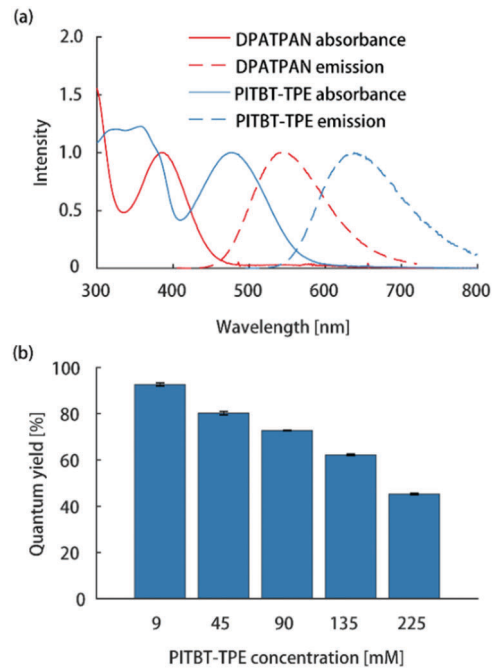 (a)
2.0
1.5
1.0
0.5
0
Intensity
DPATPAN absorbance
DPATPAN emission
PITBT-TPE absorbance
PITBT-TPE emission
300 400 500 600 700 800
Wavelength [nm]
(b)
100
80
60
40
20
0
Quantum yield [%]
9 45 90 135 225
PITBT-TPE concentration [mM]